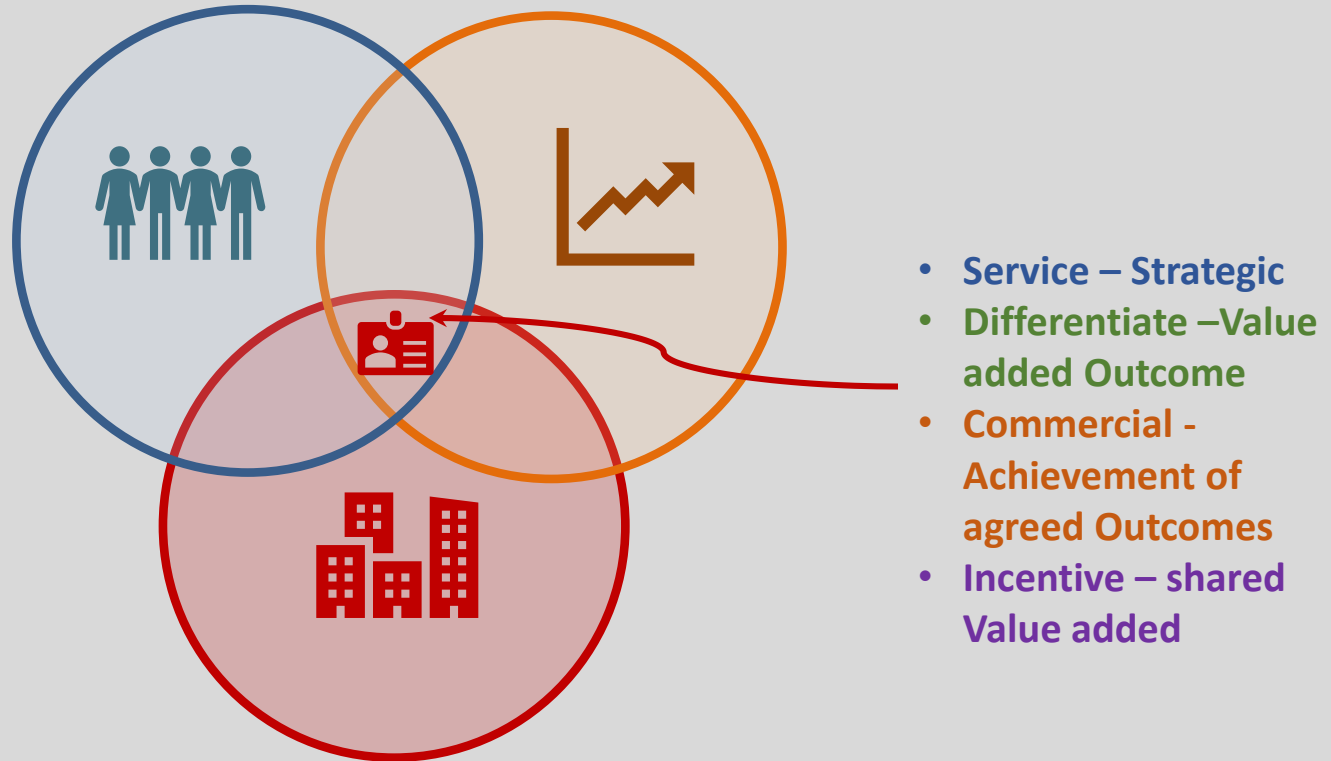 • Service – Strategic
• Differentiate –Value
added Outcome
• Commercial -
Achievement of
agreed Outcomes
• Incentive – shared
Value added